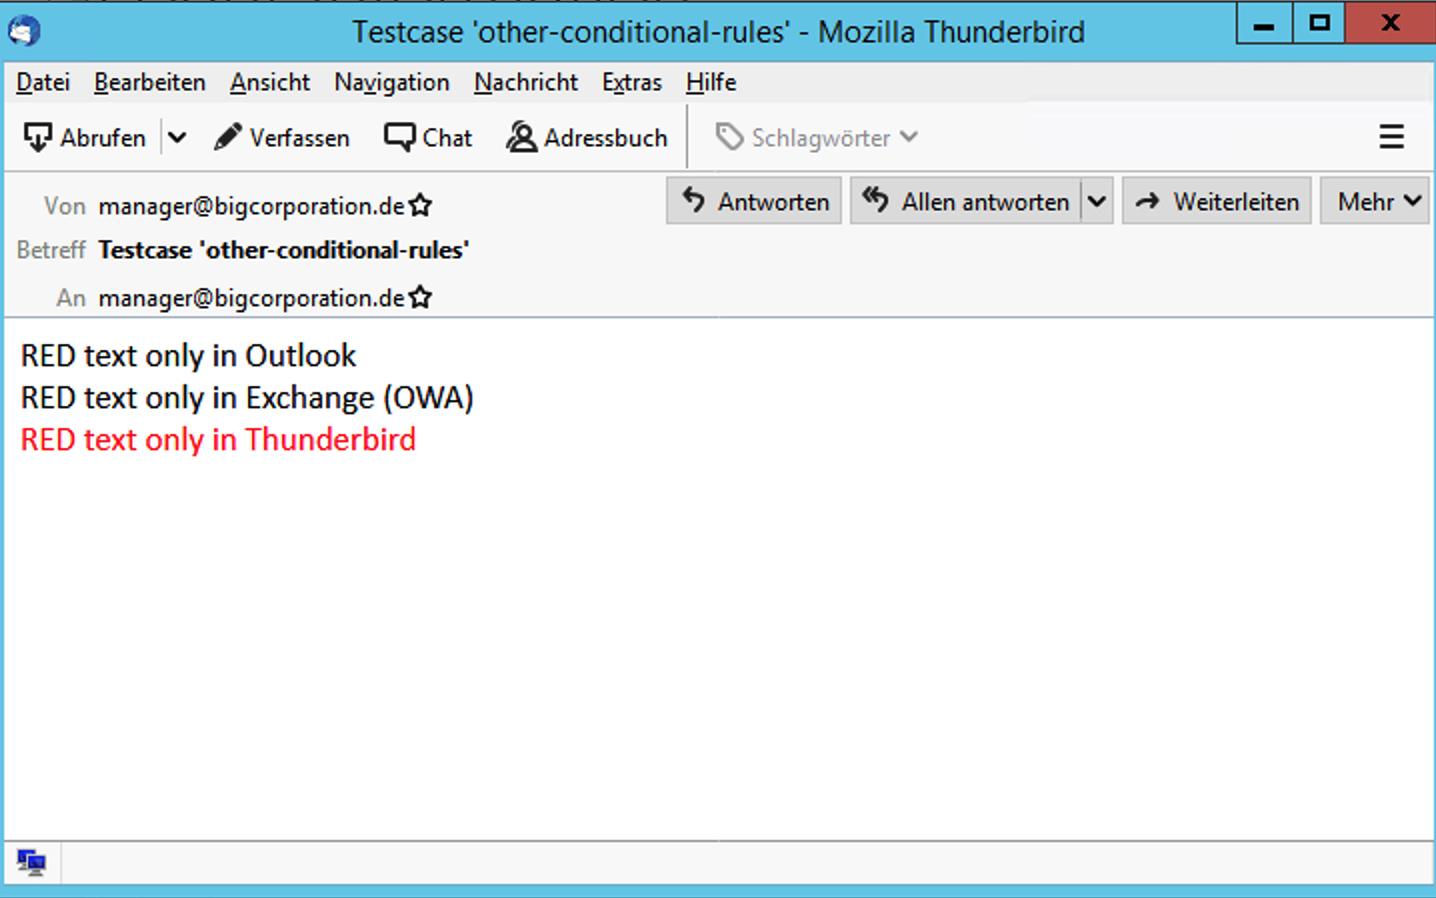 Testcase 'other-conditional-rules' - Mozilla Thunderbird
Datei Bearbeiten Ansicht Navigation Nachricht Extras Hilfe
Abrufen Verfassen Chat Adressbuch Schlagwörter
Von manager@bigcorporation.de Antworten Allen antworten Weiterleiten Mehr
Betreff Testcase 'other-conditional-rules'
An manager@bigcorporation.de
RED text only in Outlook
RED text only in Exchange (OWA)
RED text only in Thunderbird